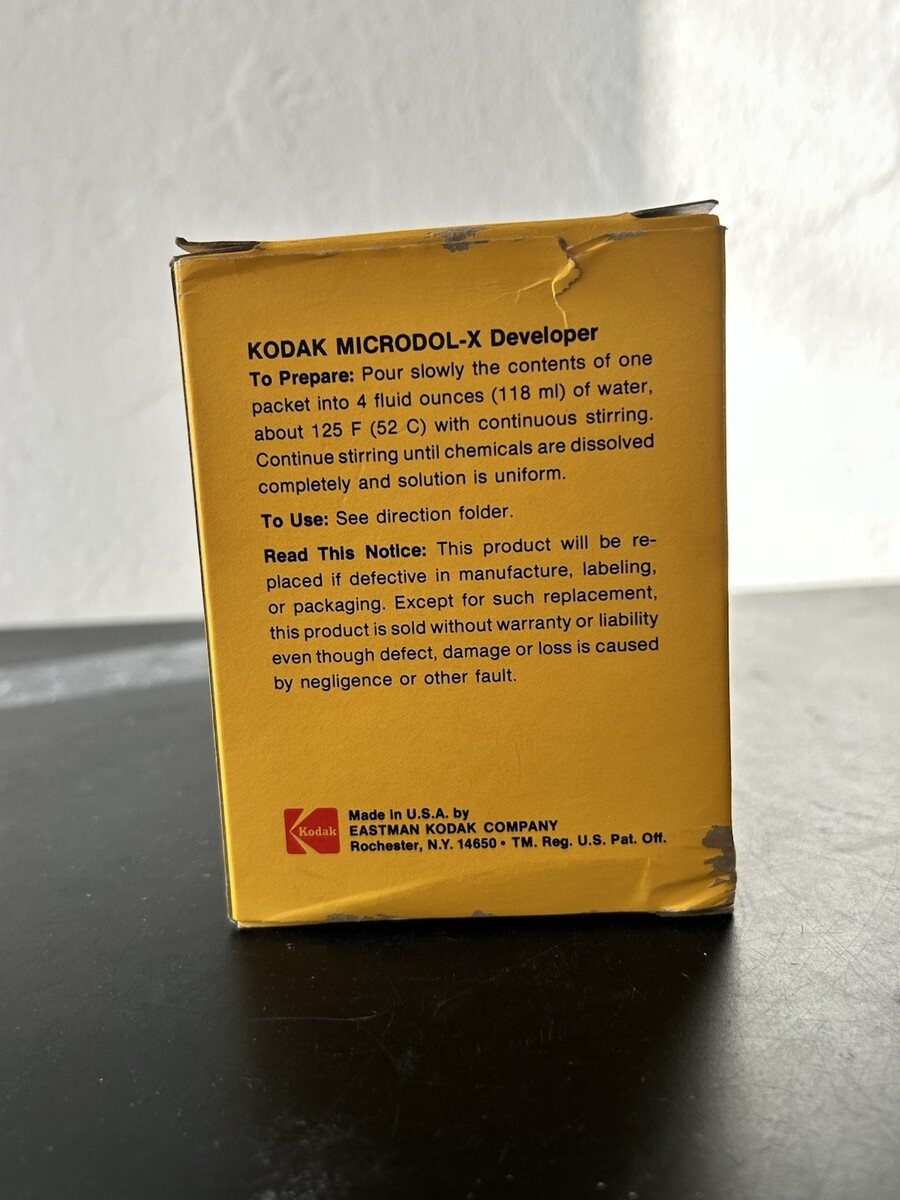 KODAK MICRODOL-X Developer
To Prepare: Pour slowly the contents of one
packet into 4 fluid ounces (118 ml) of water,
about 125 F (52 C) with continuous stirring.
Continue stirring until chemicals are dissolved
completely and solution is uniform.
To Use: See direction folder.
Read This Notice: This product will be re-
placed if defective in manufacture, labeling,
or packaging. Except for such replacement,
this product is sold without warranty or liability
even though defect, damage or loss is caused
by negligence or other fault.
Kodak
Made in U.S.A. by
EASTMAN KODAK COMPANY
Rochester, N.Y. 14650 • TM. Reg. U.S. Pat. Off.